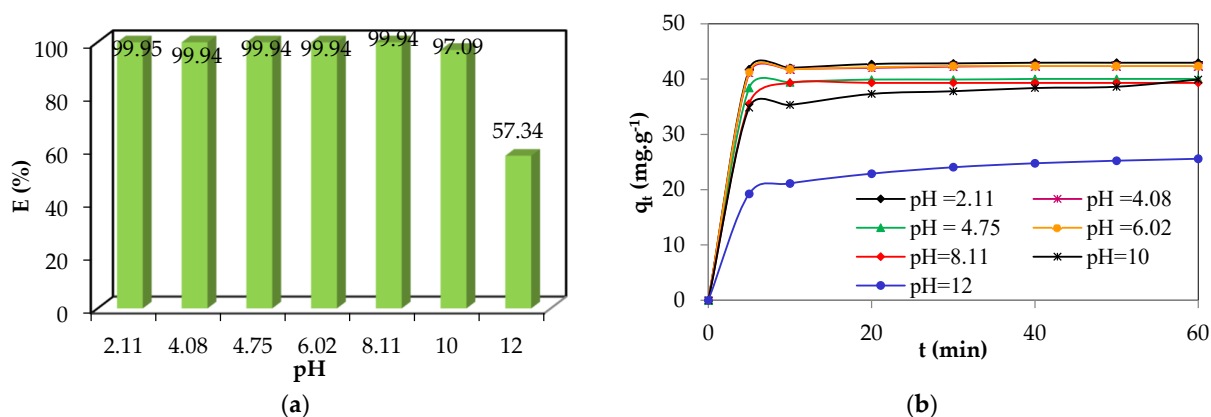 99.95 99.94 99.94 99.94 99.94 97.09
57.34
100
80
60
40
20
0
E (%)
2.11 4.08 4.75 6.02 8.11 10 12
pH
(a)
50
40
30
20
10
0
qt (mg.g-1)
pH =2.11 pH =4.08
pH = 4.75 pH =6.02
pH=8.11 pH=10
pH=12
0 20 40 60
t (min)
(b)